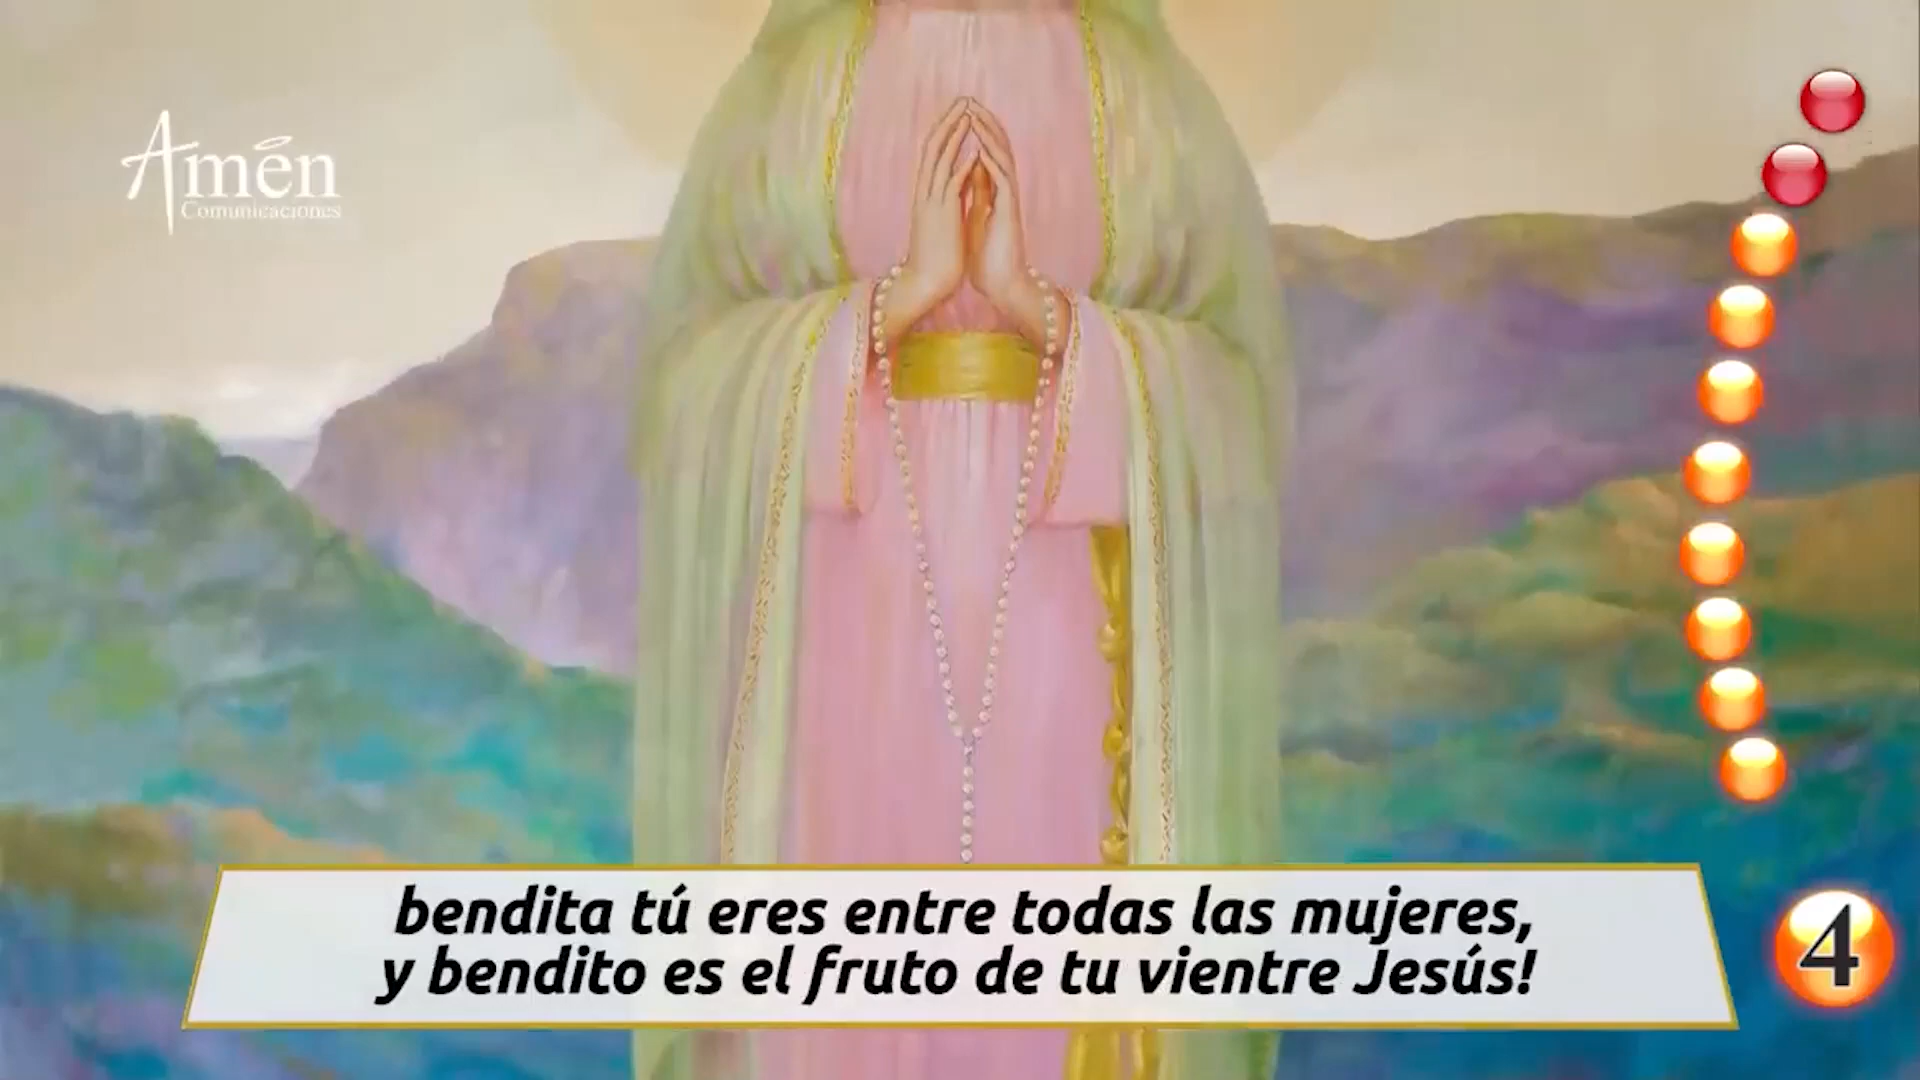 Amén
Comunicaciones
bendita tú eres entre todas las mujeres,
y bendito es el fruto de tu vientre Jesús!
4